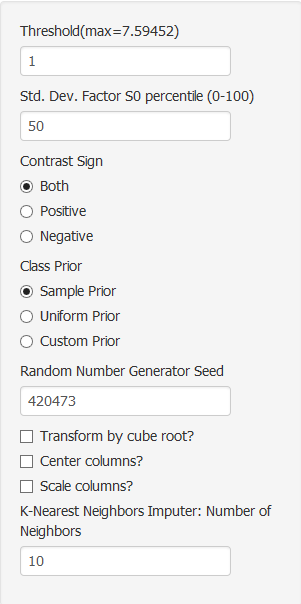 Threshold(max=7.59452)
1
Std. Dev. Factor S0 percentile (0-100)
50
Contrast Sign
Both
Positive
Negative
Class Prior
Sample Prior
Uniform Prior
Custom Prior
Random Number Generator Seed
420473
Transform by cube root?
Center columns?
Scale columns?
K-Nearest Neighbors Imputer: Number of
Neighbors
10